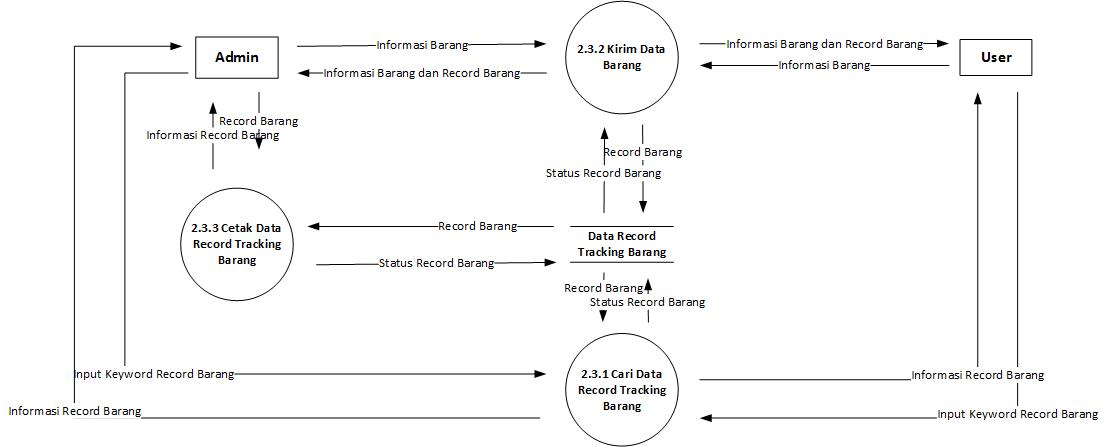 Informasi Barang
2.3.2 Kirim Data
Barang
Informasi Barang dan Record Barang
Admin
User
Informasi Barang dan Record Barang
Informasi Barang
Record Barang
Informasi Record Barang
Record Barang
Status Record Barang
2.3.3 Cetak Data
Record Tracking
Barang
Record Barang
Data Record
Tracking Barang
Status Record Barang
Record Barang
Status Record Barang
Input Keyword Record Barang
2.3.1 Cari Data
Record Tracking
Barang
Informasi Record Barang
Informasi Record Barang
Input Keyword Record Barang